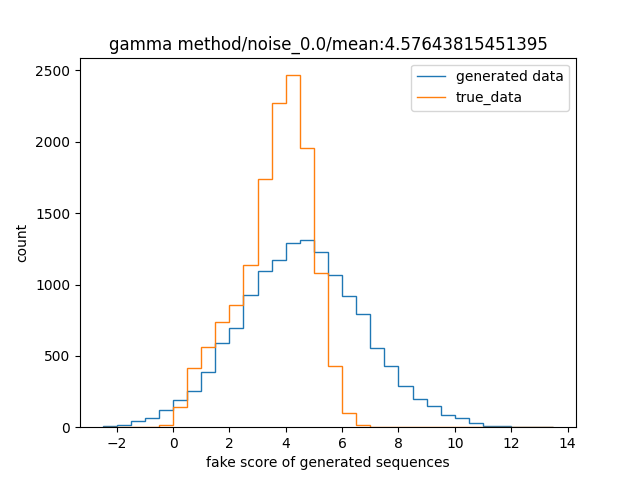 gamma method/noise_0.0/mean:4.57643815451395
generated data
true_data
2500
2000
1500
1000
500
0
count
−2 0 2 4 6 8 10 12 14
fake score of generated sequences